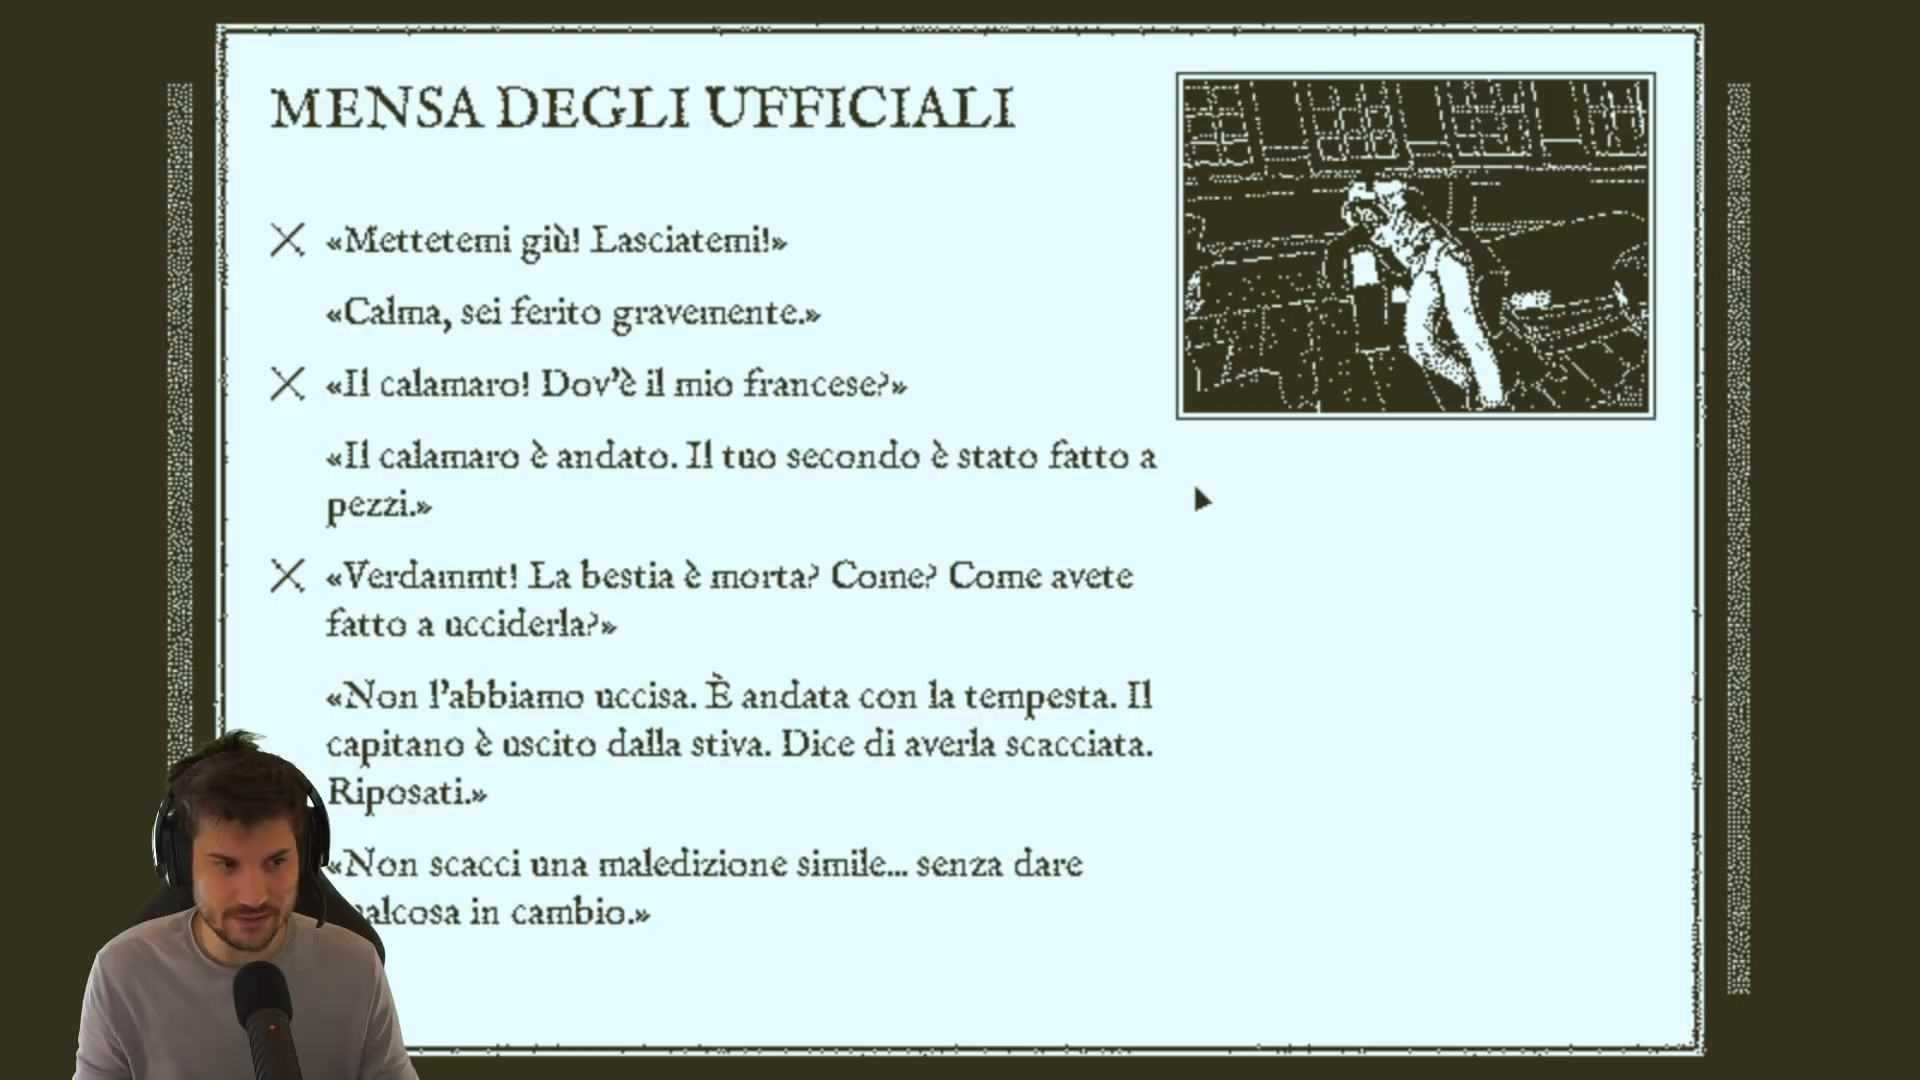 MENSA DEGLI UFFICIALI
«Mettetemi giù! Lasciatemi!»
«Calma, sei ferito gravemente.»
«Il calamaro! Dov'è il mio francese?»
«Il calamaro è andato. Il tuo secondo è stato fatto a
pezzi.»
«Verdammt! La bestia è morta? Come? Come avete
fatto a ucciderla?»
«Non l'abbiamo uccisa. È andata con la tempesta. Il
capitano è uscito dalla stiva. Dice di averla scacciata.
Riposati.»
«Non scacci una maledizione simile... senza dare
in cambio.»